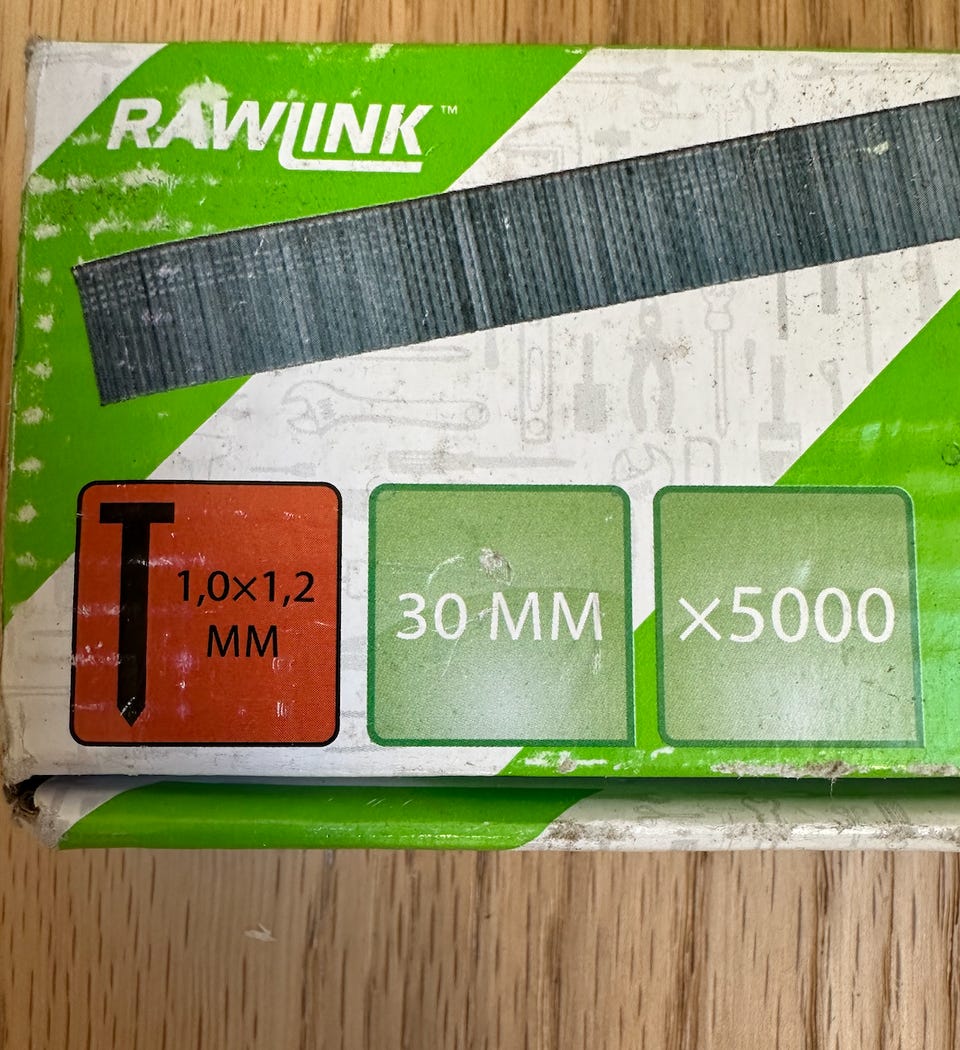 RAWLINK™
1,0×1,2
MM
30 MM
×5000